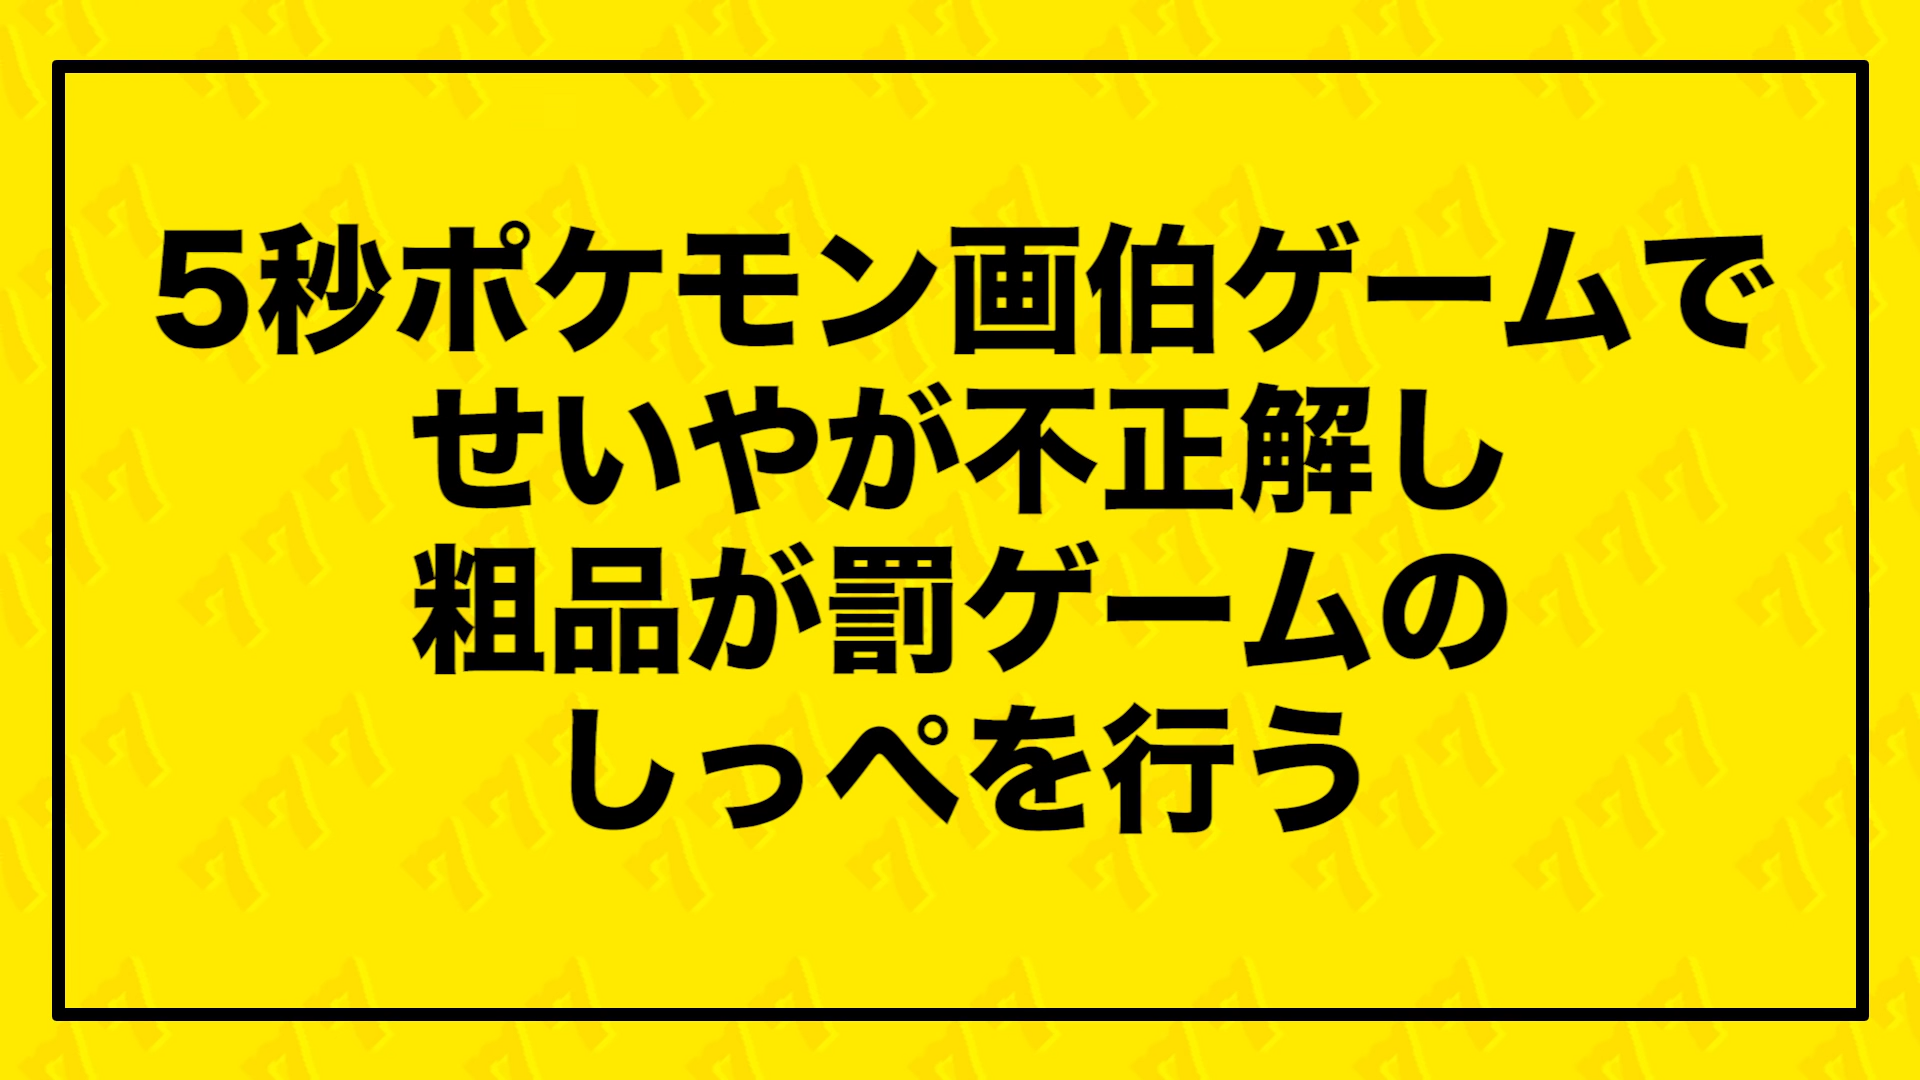 5秒ポケモン画伯ゲームで
せいやが不正解し
粗品が罰ゲームの
しっぺを行う